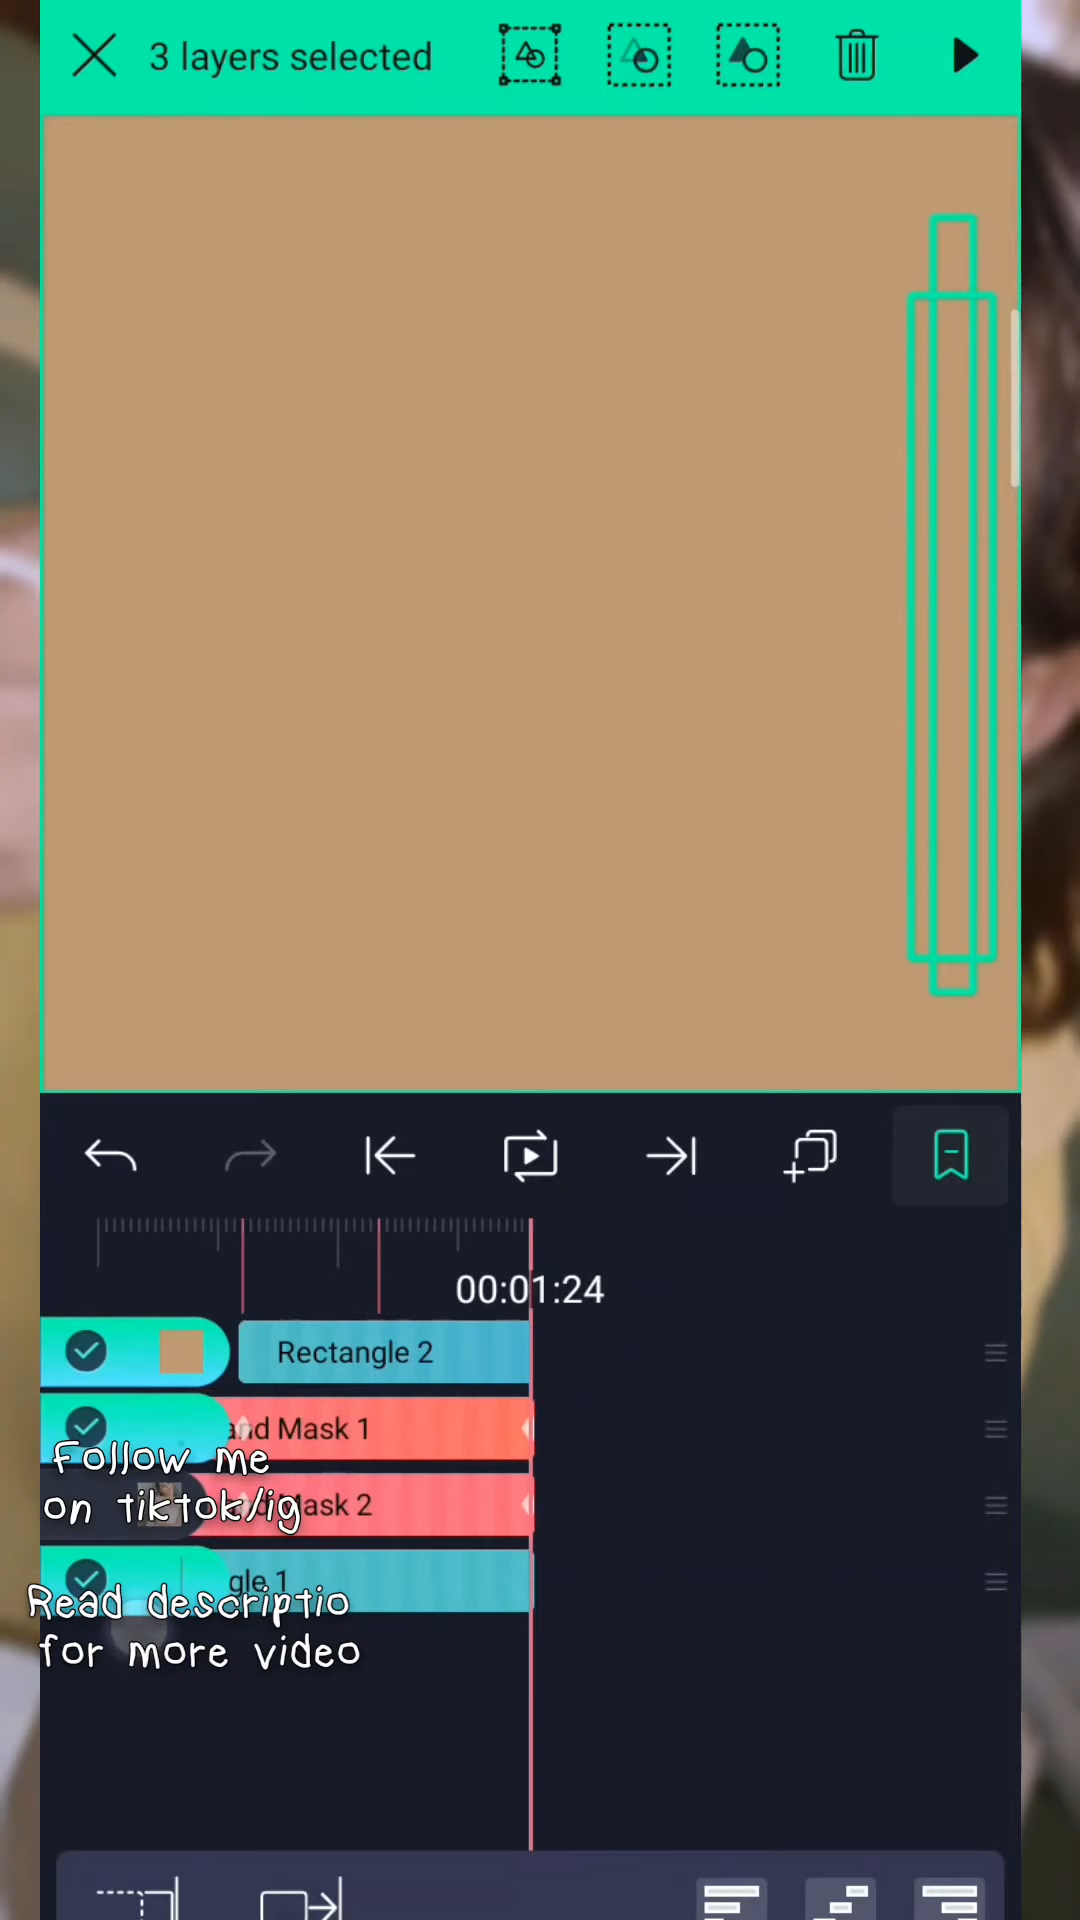 3 layers selected
00:01:24
Rectangle 2
and Mask 1
Mask 2
gle 1
Follow me
on tiktok/ig
Read descriptio
for more video